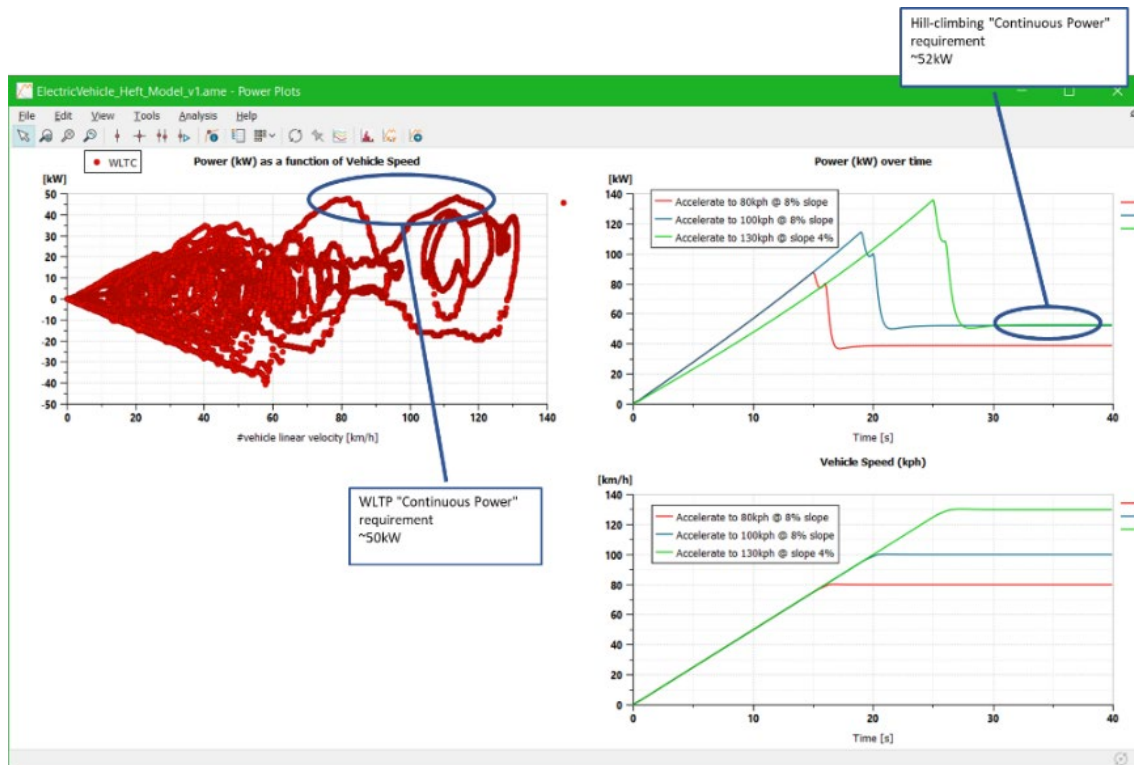 Hill-climbing "Continuous Power"
requirement
~52kW
ElectricVehicle_Heft_Model_v1.ame - Power Plots
File Edit View Tools Analysis Help
WLTC
Power (kW) as a function of Vehicle Speed
[kW]
50
40
30
20
10
0
-10
-20
-30
-40
-50
0 20 40 60 80 100 120 140
#vehicle linear velocity [km/h]
WLTP "Continuous Power"
requirement
~50kW
Power (kW) over time
[kW]
140
120
100
80
60
40
20
0
Accelerate to 80kph @ 8% slope
Accelerate to 100kph @ 8% slope
Accelerate to 130kph @ slope 4%
0 10 20 30 40
Time [s]
Vehicle Speed (kph)
[km/h]
140
120
100
80
60
40
20
0
Accelerate to 80kph @ 8% slope
Accelerate to 100kph @ 8% slope
Accelerate to 130kph @ slope 4%
0 10 20 30 40
Time [s]